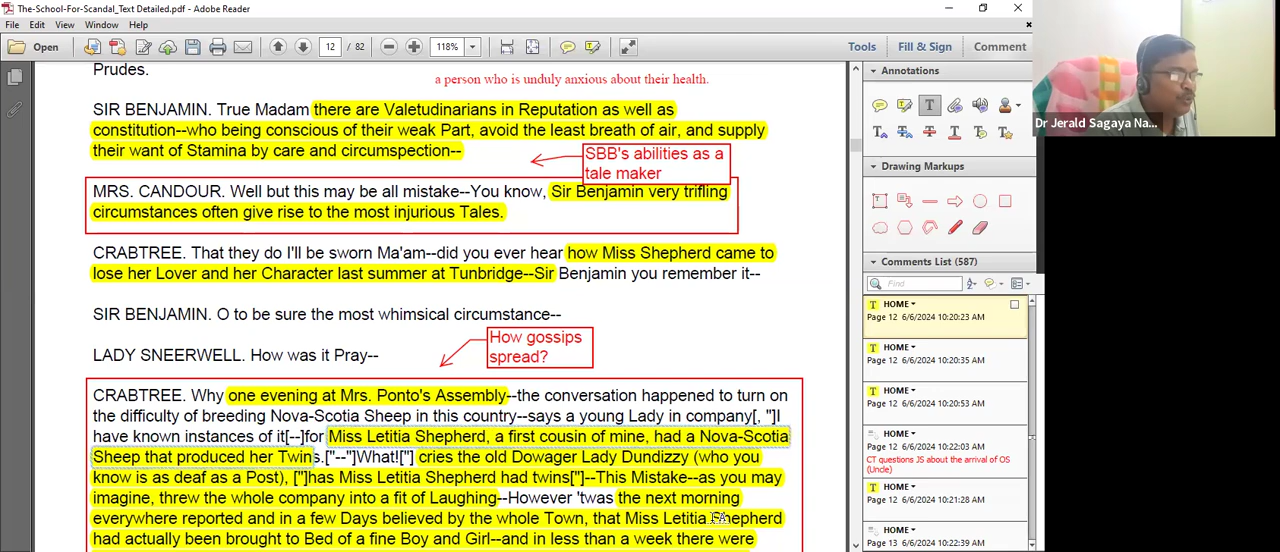 The-School-For-Scandal_Text Detailed.pdf - Adobe Reader
File Edit View Window Help
Open 12 / 82 118% Tools Fill & Sign Comment
Prudes.
a person who is unduly anxious about their health.
SIR BENJAMIN. True Madam there are Valetudinarians in Reputation as well as
constitution--who being conscious of their weak Part, avoid the least breath of air, and supply
their want of Stamina by care and circumspection--
SBB's abilities as a
tale maker
MRS. CANDOUR. Well but this may be all mistake--You know, Sir Benjamin very trifling
circumstances often give rise to the most injurious Tales.
CRABTREE. That they do I'll be sworn Ma'am--did you ever hear how Miss Shepherd came to
lose her Lover and her Character last summer at Tunbridge--Sir Benjamin you remember it--
SIR BENJAMIN. O to be sure the most whimsical circumstance--
How gossips
spread?
LADY SNEERWELL. How was it Pray--
CRABTREE. Why one evening at Mrs. Ponto's Assembly--the conversation happened to turn on
the difficulty of breeding Nova-Scotia Sheep in this country--says a young Lady in company[, "]I
have known instances of it[--]for Miss Letitia Shepherd, a first cousin of mine, had a Nova-Scotia
Sheep that produced her Twins.["--"]What!["] cries the old Dowager Lady Dundizzy (who you
know is as deaf as a Post), ["]has Miss Letitia Shepherd had twins["]--This Mistake--as you may
imagine, threw the whole company into a fit of Laughing--However 'twas the next morning
everywhere reported and in a few Days believed by the whole Town, that Miss Letitia Shepherd
had actually been brought to Bed of a fine Boy and Girl--and in less than a week there were
Annotations
Drawing Markups
Comments List (587)
Find
HOME
Page 12 6/6/2024 10:20:23 AM
HOME
Page 12 6/6/2024 10:20:35 AM
HOME
Page 12 6/6/2024 10:20:53 AM
HOME
Page 12 6/6/2024 10:22:03 AM
CT questions JS about the arrival of OS
(Unde)
HOME
Page 12 6/6/2024 10:21:28 AM
HOME
Page 13 6/6/2024 10:22:39 AM
Dr Jerald Sagaya Na...